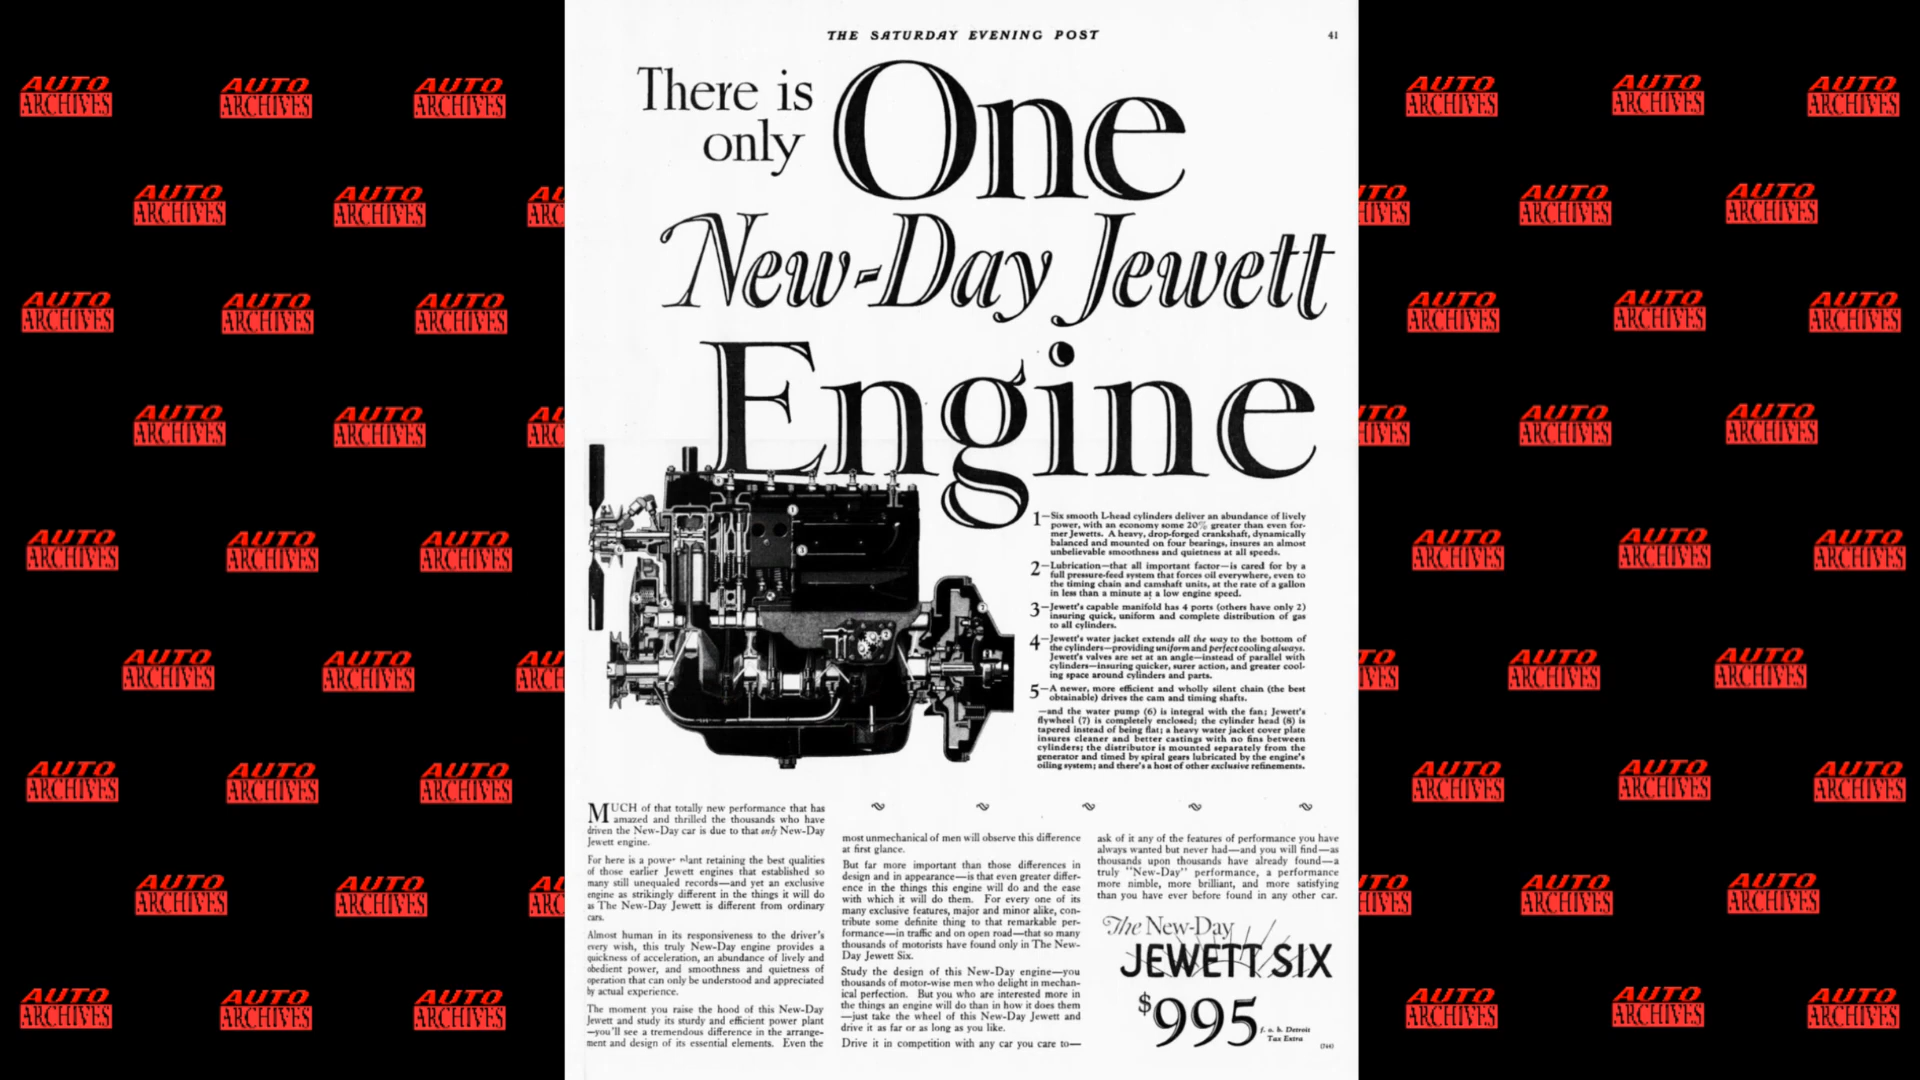 THE SATURDAY EVENING POST
41
There is
only
One
New-Day Jewett
Engine
1—Six smooth L-head cylinders deliver an abundance of lively
power, with an economy some 20% greater than even for-
mer Jewetts. A heavy, drop-forged crankshaft, dynamically
balanced and mounted on four bearings, insures an almost
unbelievable smoothness and quietness at all speeds.
2—Lubrication—that all important factor—is cared for by a
full pressure-feed system that forces oil everywhere, even to
the timing chain and camshaft units, at the rate of a gallon
in less than a minute at a low engine speed.
3—Jewett's capable manifold has 4 ports (others have only 2)
insuring quick, uniform and complete distribution of gas
to all cylinders.
4—Jewett's water jacket extends all the way to the bottom of
the cylinders—providing uniform and perfect cooling always.
Jewett's valves are set at an angle—instead of parallel with
cylinders—insuring quicker, surer action, and greater cool-
ing space around cylinders and parts.
5—A newer, more efficient and wholly silent chain (the best
obtainable) drives the cam and timing shafts.
—and the water pump (6) is integral with the fan; Jewett's
flywheel (7) is completely enclosed; the cylinder head (8) is
tapered instead of being flat; a heavy water jacket cover plate
insures cleaner and better castings with no fins between
cylinders; the distributor is mounted separately from the
generator and timed by spiral gears lubricated by the engine's
oiling system; and there's a host of other exclusive refinements.
MUCH of that totally new performance that has
amazed and thrilled the thousands who have
driven the New-Day car is due to that only New-Day
Jewett engine.
For here is a power plant retaining the best qualities
of those earlier Jewett engines that established so
many still unequaled records—and yet an exclusive
engine as strikingly different in the things it will do
as The New Day Jewett is different from ordinary
cars.
Almost human in its responsiveness to the driver's
every wish, this truly New-Day engine provides a
quickness of acceleration, an abundance of lively and
obedient power, and smoothness and quietness of
operation that can only be understood and appreciated
by actual experience.
The moment you raise the hood of this New-Day
Jewett and study its sturdy and efficient power plant
—you'll see a tremendous difference in the arrange-
ment and design of its essential elements. Even the
most unmechanical of men will observe this difference
at first glance.
But far more important than those differences in
design and in appearance—is that even greater differ-
ence in the things this engine will do and the ease
with which it will do them. For every one of its
many exclusive features, major and minor alike, con-
tribute some definite thing to that remarkable per-
formance—in traffic and on open road—that so many
thousands of motorists have found only in The New-
Day Jewett Six.
Study the design of this New-Day engine—you
thousands of motor-wise men who delight in mechan-
ical perfection. But you who are interested more in
the things an engine will do than in how it does them
—just take the wheel of this New-Day Jewett and
drive it as far or as long as you like.
Drive it in competition with any car you care to—
ask of it any of the features of performance you have
always wanted but never had—and you will find—as
thousands upon thousands have already found—a
truly "New-Day" performance, a performance
more nimble, more brilliant, and more satisfying
than you have ever before found in any other car.
The New-Day
JEWETT SIX
$995
f. o. b. Detroit
Tax Extra
(744)
AUTO
ARCHIVES